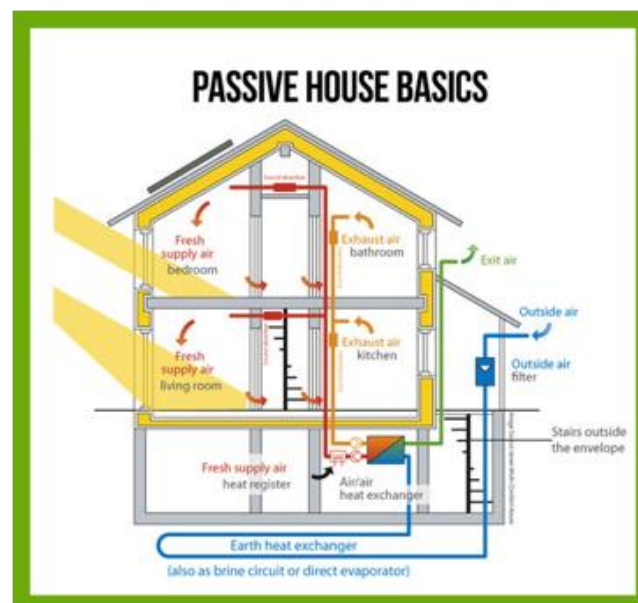 PASSIVE HOUSE BASICS
Fresh
supply air
bedroom
Exhaust air
bathroom
Exit air
Outside air
Fresh
supply air
living room
Exhaust air
kitchen
Outside air
filter
Stairs outside
the envelope
Fresh supply air
heat register
Air/air
heat exchanger
Earth heat exchanger
(also as brine circuit or direct evaporator)